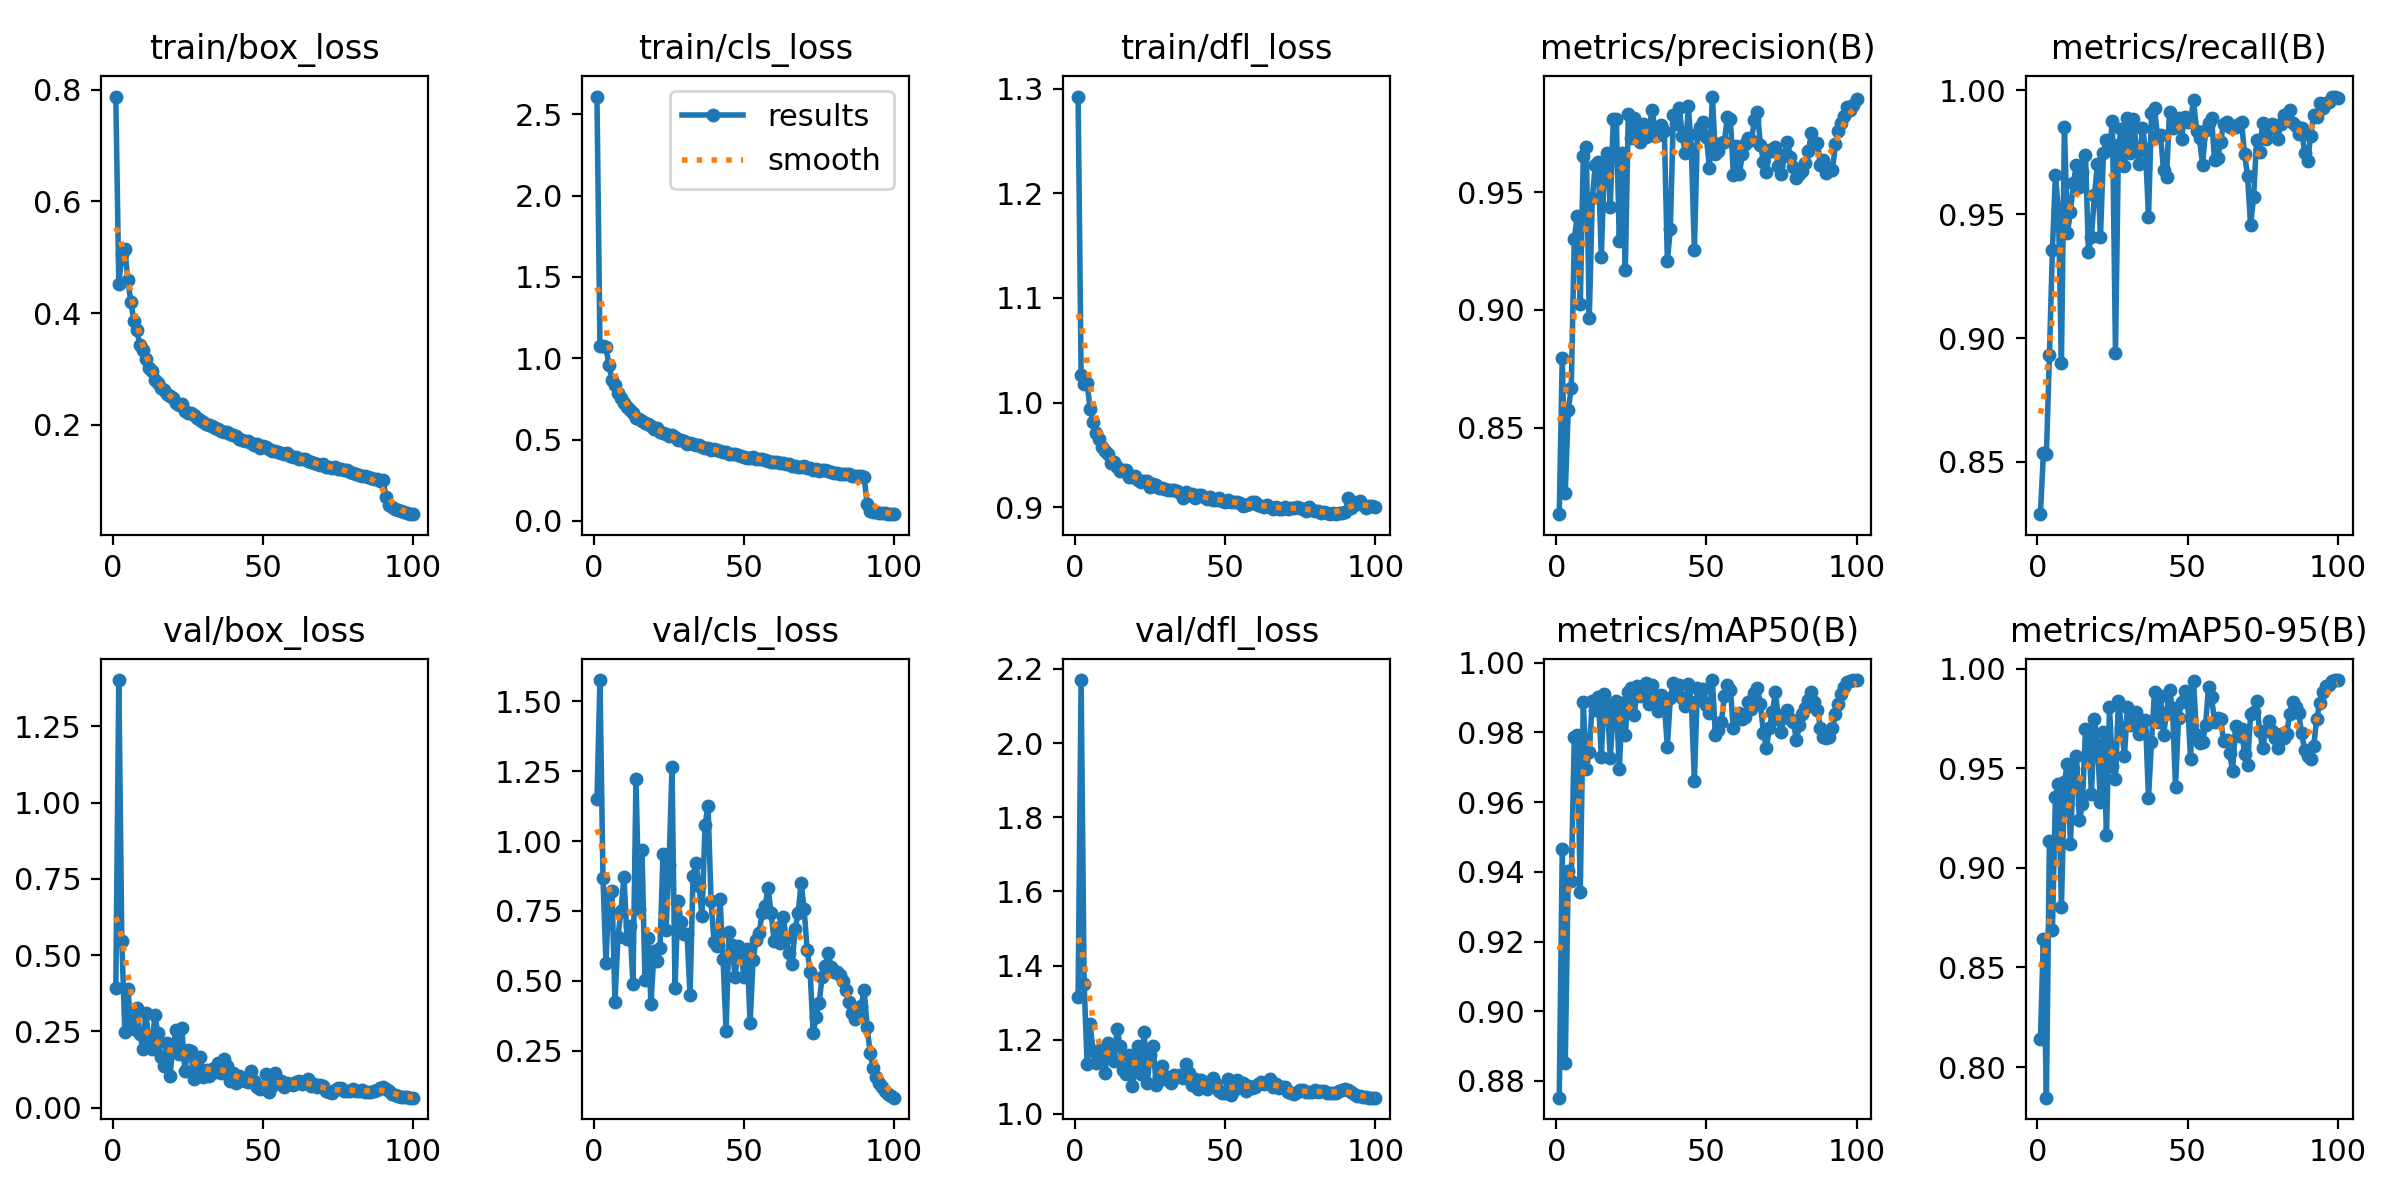 train/box_loss
0.8
0.6
0.4
0.2
0 50 100
train/cls_loss
results
smooth
2.5
2.0
1.5
1.0
0.5
0.0
0 50 100
train/dfl_loss
1.3
1.2
1.1
1.0
0.9
0 50 100
metrics/precision(B)
0.95
0.90
0.85
0 50 100
metrics/recall(B)
1.00
0.95
0.90
0.85
0 50 100
val/box_loss
1.25
1.00
0.75
0.50
0.25
0.00
0 50 100
val/cls_loss
1.50
1.25
1.00
0.75
0.50
0.25
0 50 100
val/dfl_loss
2.2
2.0
1.8
1.6
1.4
1.2
1.0
0 50 100
metrics/mAP50(B)
1.00
0.98
0.96
0.94
0.92
0.90
0.88
0 50 100
metrics/mAP50-95(B)
1.00
0.95
0.90
0.85
0.80
0 50 100